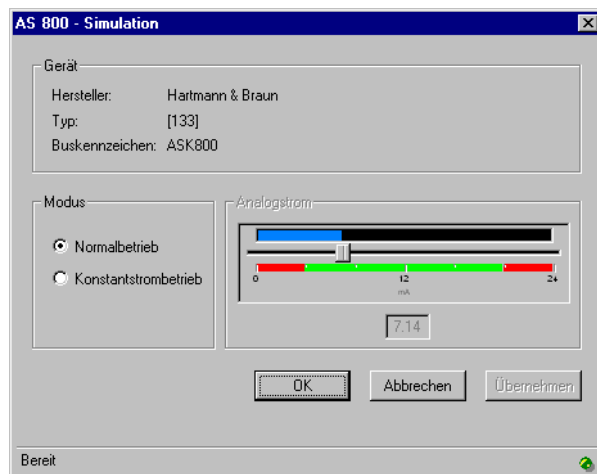 AS 800 - Simulation
Gerät
Hersteller: Hartmann & Braun
Typ: [133]
Buskennzeichen: ASK800
Modus
Normalbetrieb
Konstantstrombetrieb
Analogstrom
0 12 24
mA
7.14
OK Abbrechen Übernehmen
Bereit